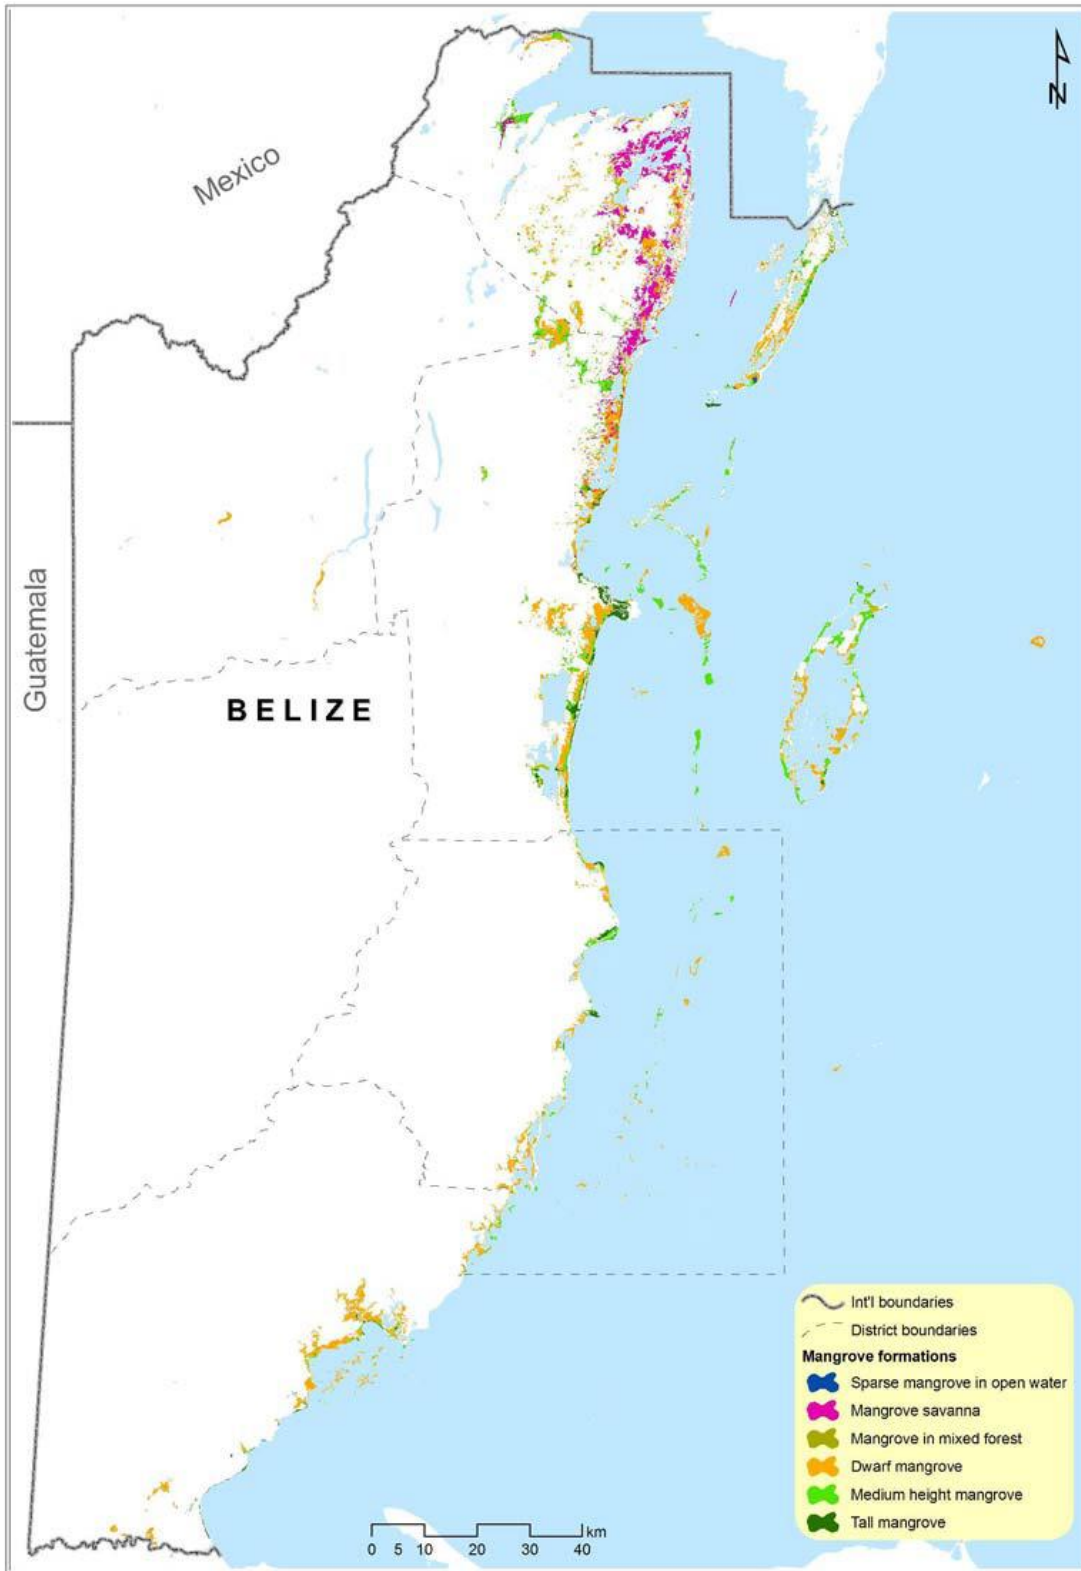 N
Mexico
Guatemala
BELIZE
Int'l boundaries
District boundaries
Mangrove formations
Sparse mangrove in open water
Mangrove savanna
Mangrove in mixed forest
Dwarf mangrove
Medium height mangrove
Tall mangrove
km
0 5 10 20 30 40